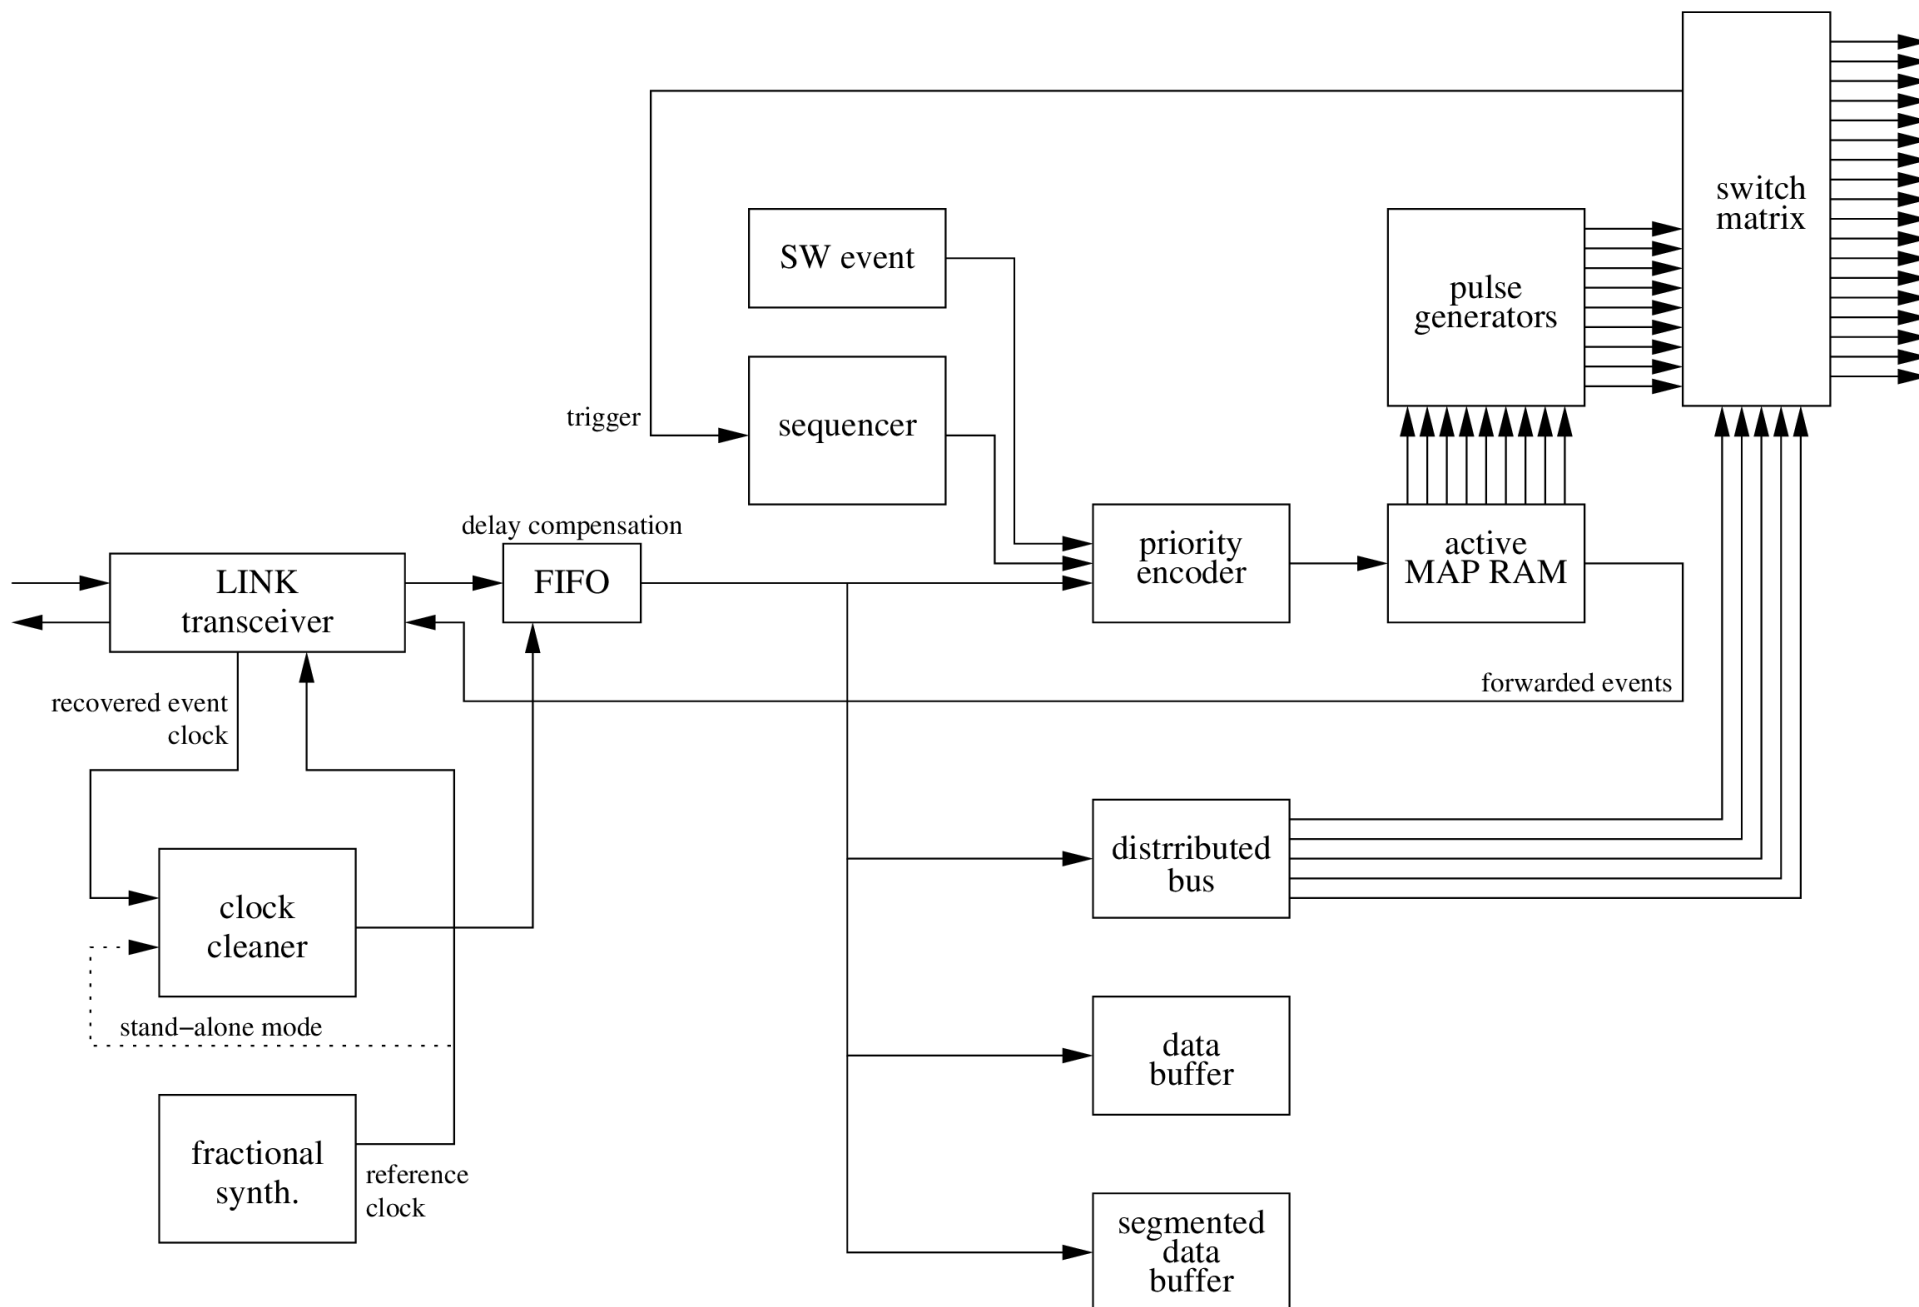 switch
matrix
SW event
pulse
generators
trigger
sequencer
delay compensation
LINK
transceiver
FIFO
priority
encoder
active
MAP RAM
forwarded events
recovered event
clock
distrributed
bus
clock
cleaner
stand−alone mode
data
buffer
fractional
synth.
reference
clock
segmented
data
buffer